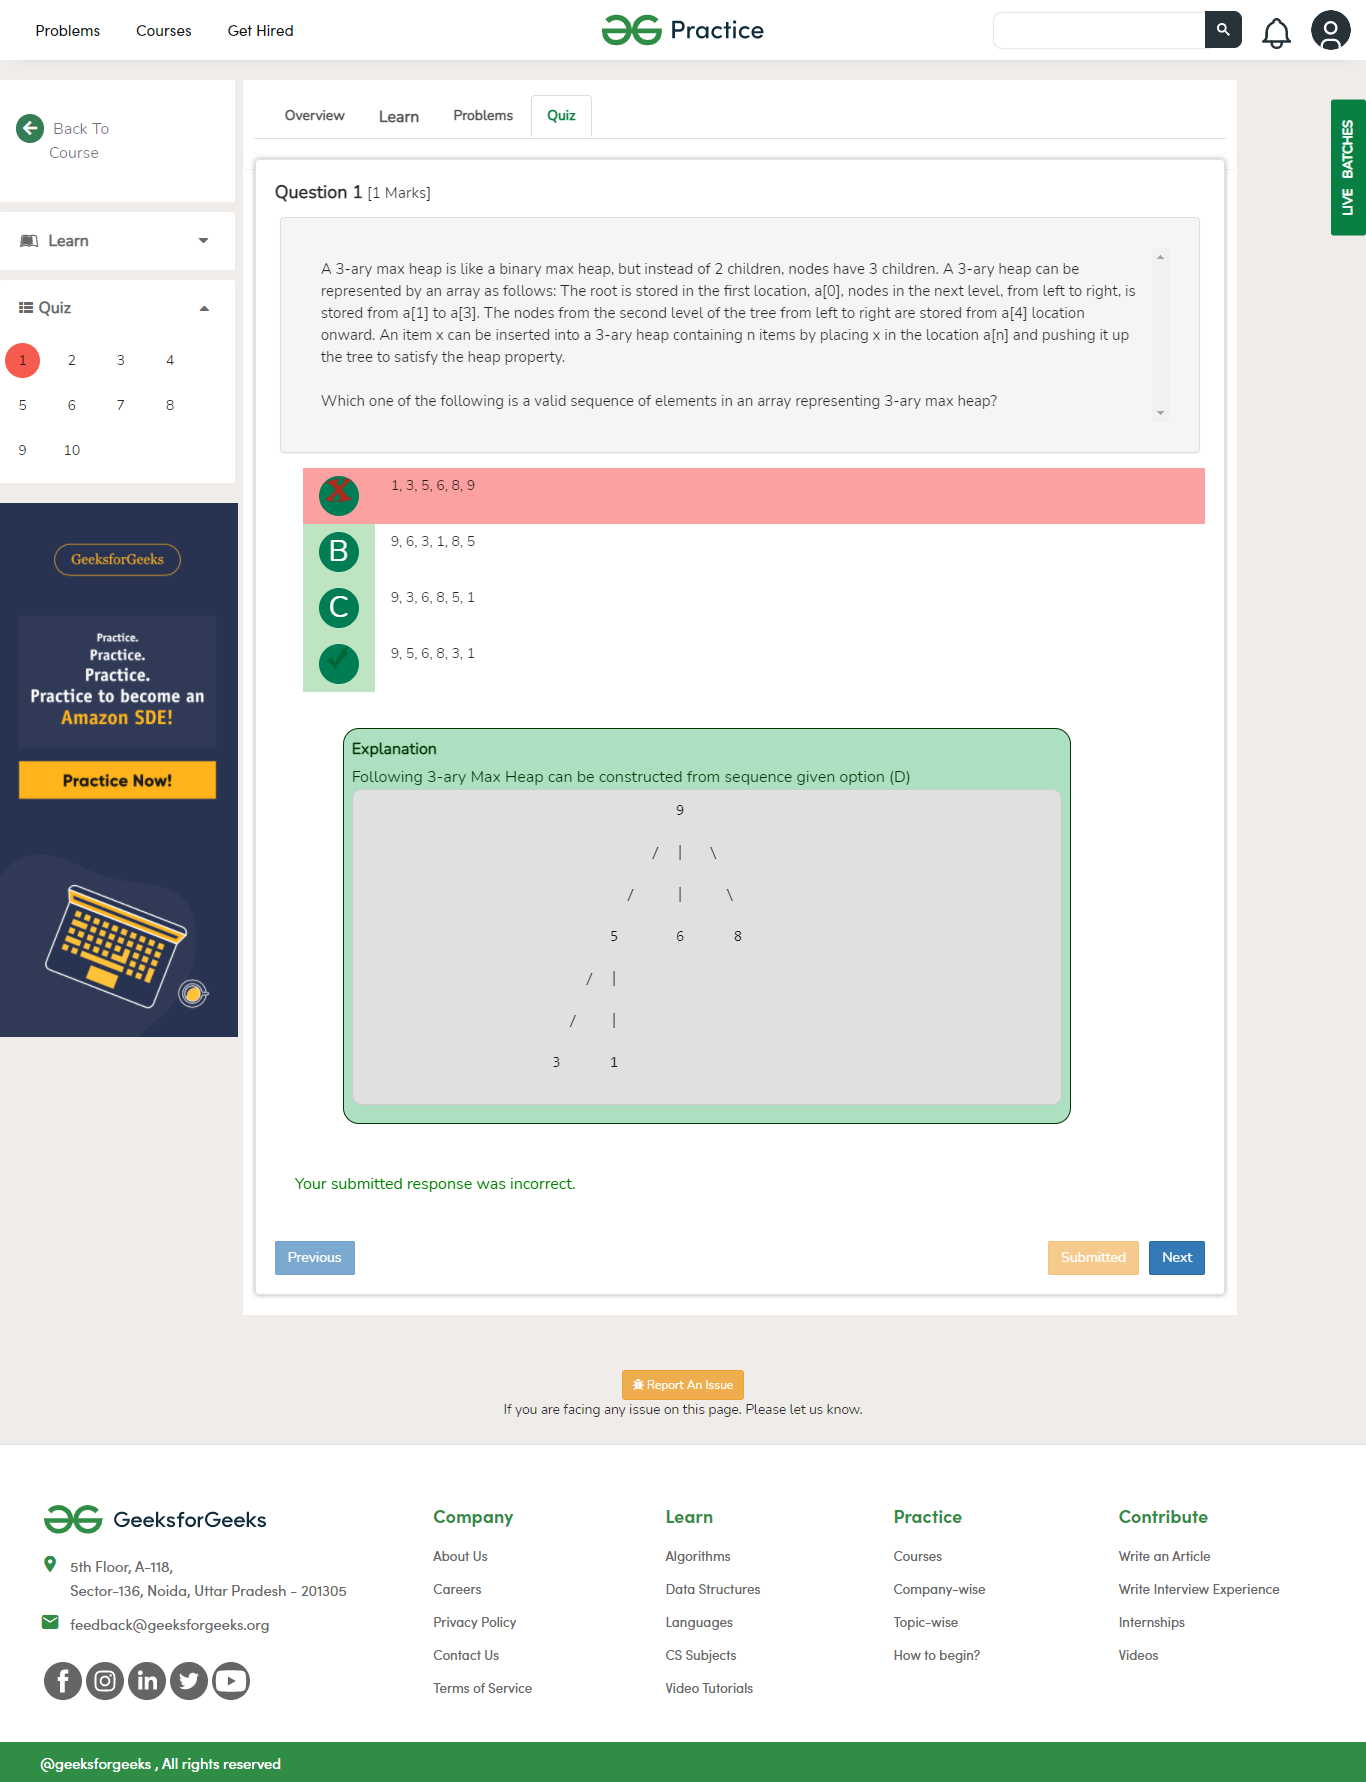 Problems Courses Get Hired
Practice
Back To
Course
Learn
Quiz
1 2 3 4
5 6 7 8
9 10
GeeksforGeeks
Practice.
Practice.
Practice.
Practice to become an
Amazon SDE!
Practice Now!
Overview Learn Problems Quiz
LIVE BATCHES
Question 1 [1 Marks]
A 3-ary max heap is like a binary max heap, but instead of 2 children, nodes have 3 children. A 3-ary heap can be
represented by an array as follows: The root is stored in the first location, a[0], nodes in the next level, from left to right, is
stored from a[1] to a[3]. The nodes from the second level of the tree from left to right are stored from a[4] location
onward. An item x can be inserted into a 3-ary heap containing n items by placing x in the location a[n] and pushing it up
the tree to satisfy the heap property.
Which one of the following is a valid sequence of elements in an array representing 3-ary max heap?
X 1, 3, 5, 6, 8, 9
B 9, 6, 3, 1, 8, 5
C 9, 3, 6, 8, 5, 1
9, 5, 6, 8, 3, 1
Explanation
Following 3-ary Max Heap can be constructed from sequence given option (D)
9
/ | \
/ | \
5 6 8
/ |
/ |
3 1
Your submitted response was incorrect.
Previous Submitted Next
Report An Issue
If you are facing any issue on this page. Please let us know.
GeeksforGeeks
5th Floor, A-118,
Sector-136, Noida, Uttar Pradesh - 201305
feedback@geeksforgeeks.org
Company
About Us
Careers
Privacy Policy
Contact Us
Terms of Service
Learn
Algorithms
Data Structures
Languages
CS Subjects
Video Tutorials
Practice
Courses
Company-wise
Topic-wise
How to begin?
Contribute
Write an Article
Write Interview Experience
Internships
Videos
@geeksforgeeks , All rights reserved